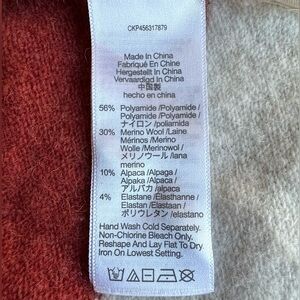 CKP456317879
Made In China
Fabriqué En Chine
Hergestellt In China
Vervaardigd In China
中国製
hecho en china
56% Polyamide /Polyamide /
Polyamide /Polyamide /
ナイロン /poliamida
30% Merino Wool /Laine
Mérinos /Merino
Wolle /Merinowol /
メリノウール /lana
merino
10% Alpaga /Alpaga /
Alpaka /Alpaca /
アルパカ /alpaca
4% Elastane /Elasthanne /
Elastan /Elastaan /
ポリウレタン /elastano
Hand Wash Cold Separately.
Non-Chlorine Bleach Only.
Reshape And Lay Flat To Dry.
Iron On Lowest Setting.